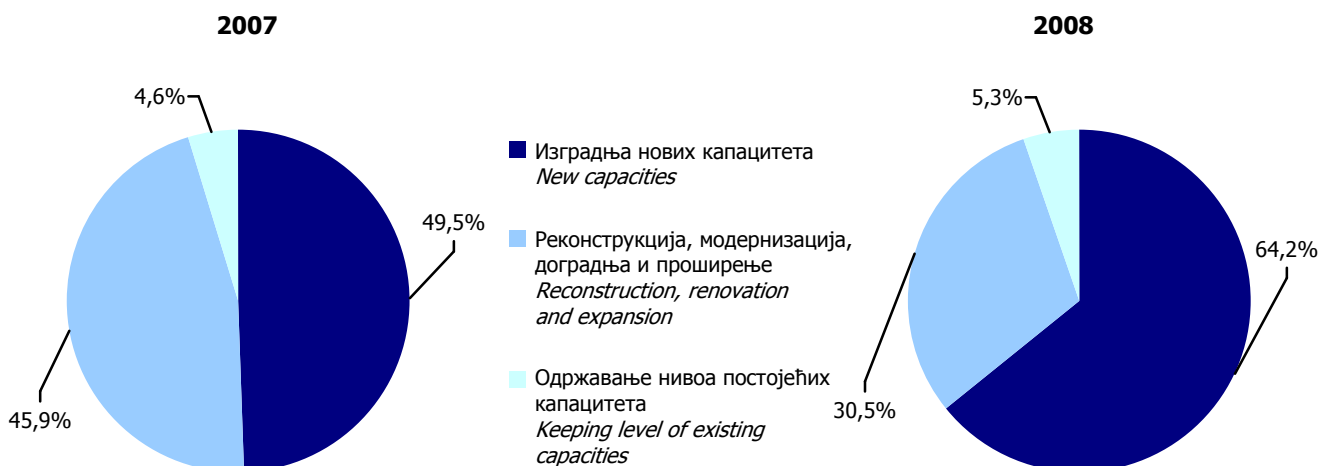 2007
2008
4,6%
49,5%
45,9%
Изградња нових капацитета
New capacities
Реконструкција, модернизација,
доградња и проширење
Reconstruction, renovation
and expansion
Одржавање нивоа постојећих
капацитета
Keeping level of existing
capacities
5,3%
64,2%
30,5%